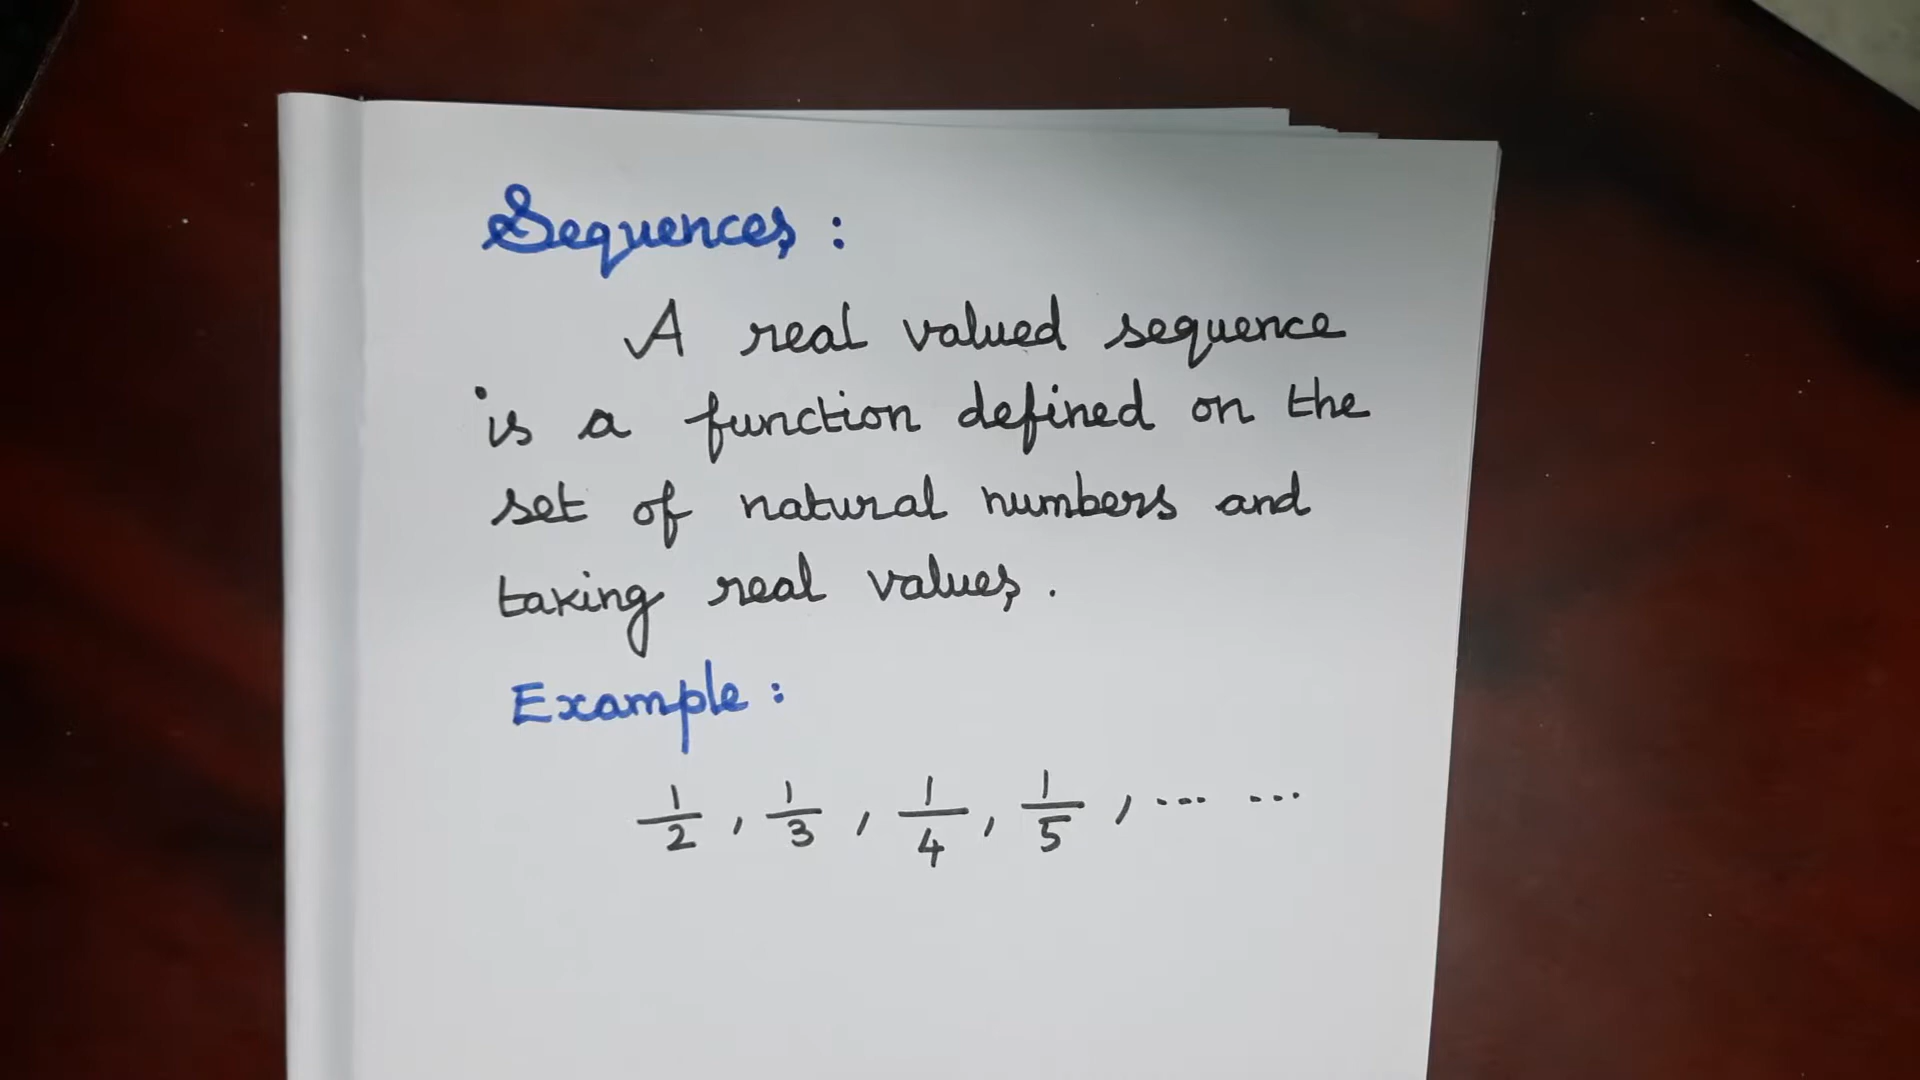 Sequences :
A real valued sequence
is a function defined on the
set of natural numbers and
taking real values.
Example :
1/2 , 1/3 , 1/4 , 1/5 , ... ...